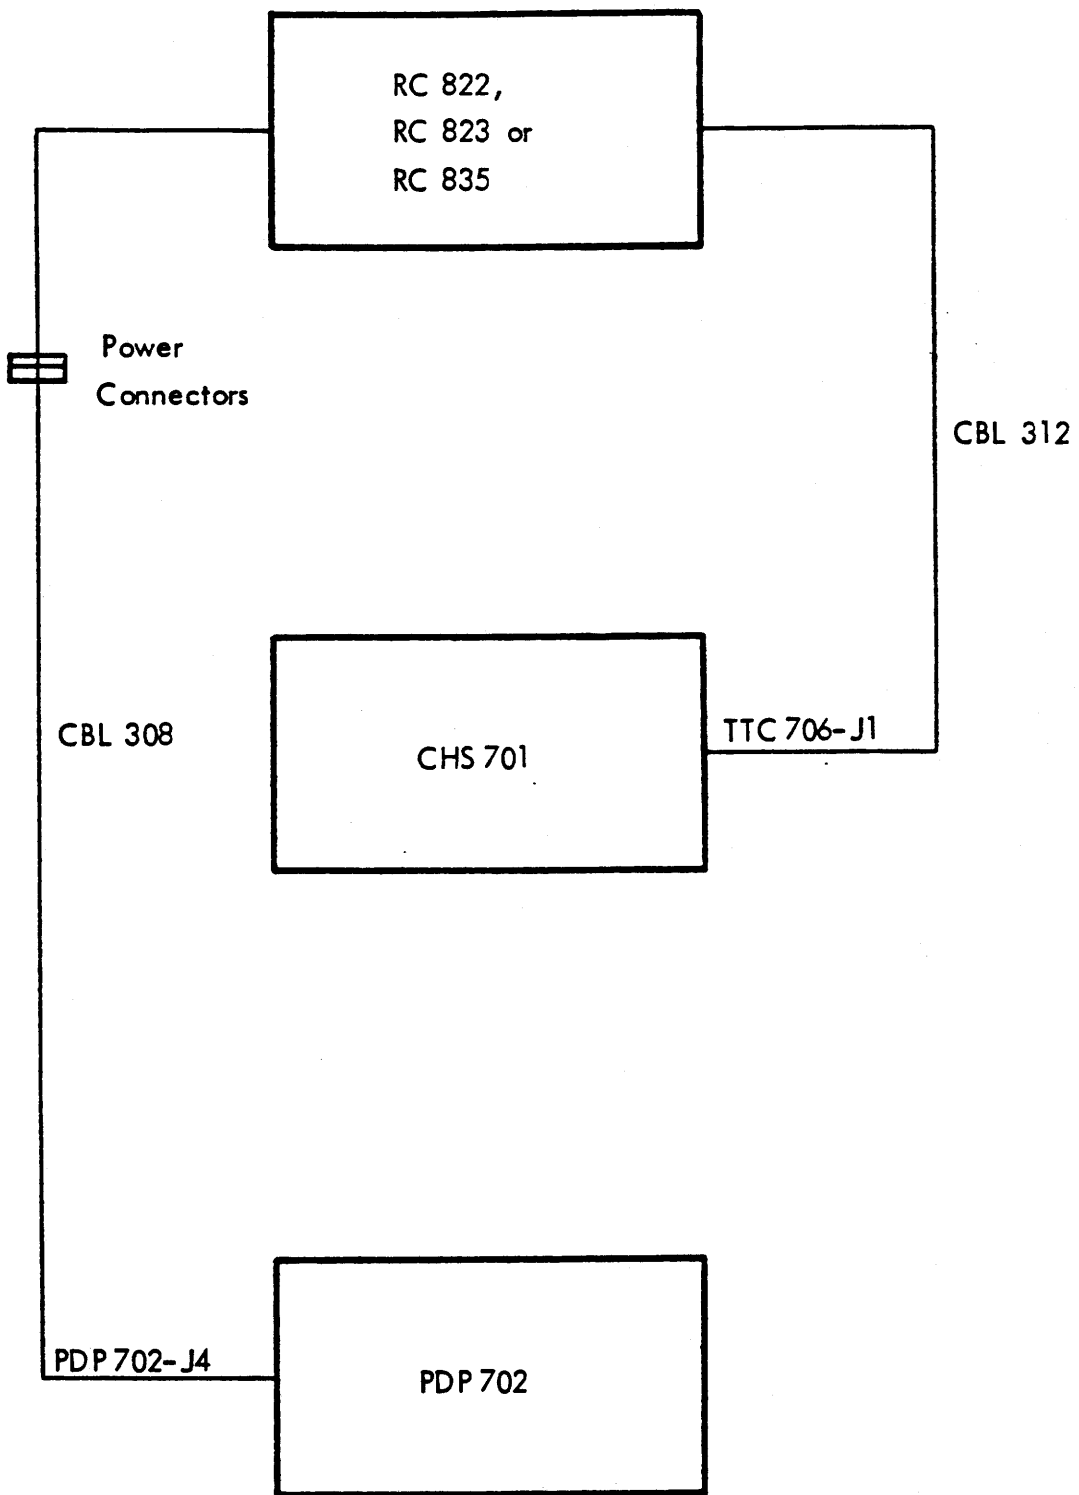 RC 822,
RC 823 or
RC 835
Power
Connectors
CBL 312
CBL 308
CHS 701
TTC 706-J1
PDP 702-J4
PDP 702